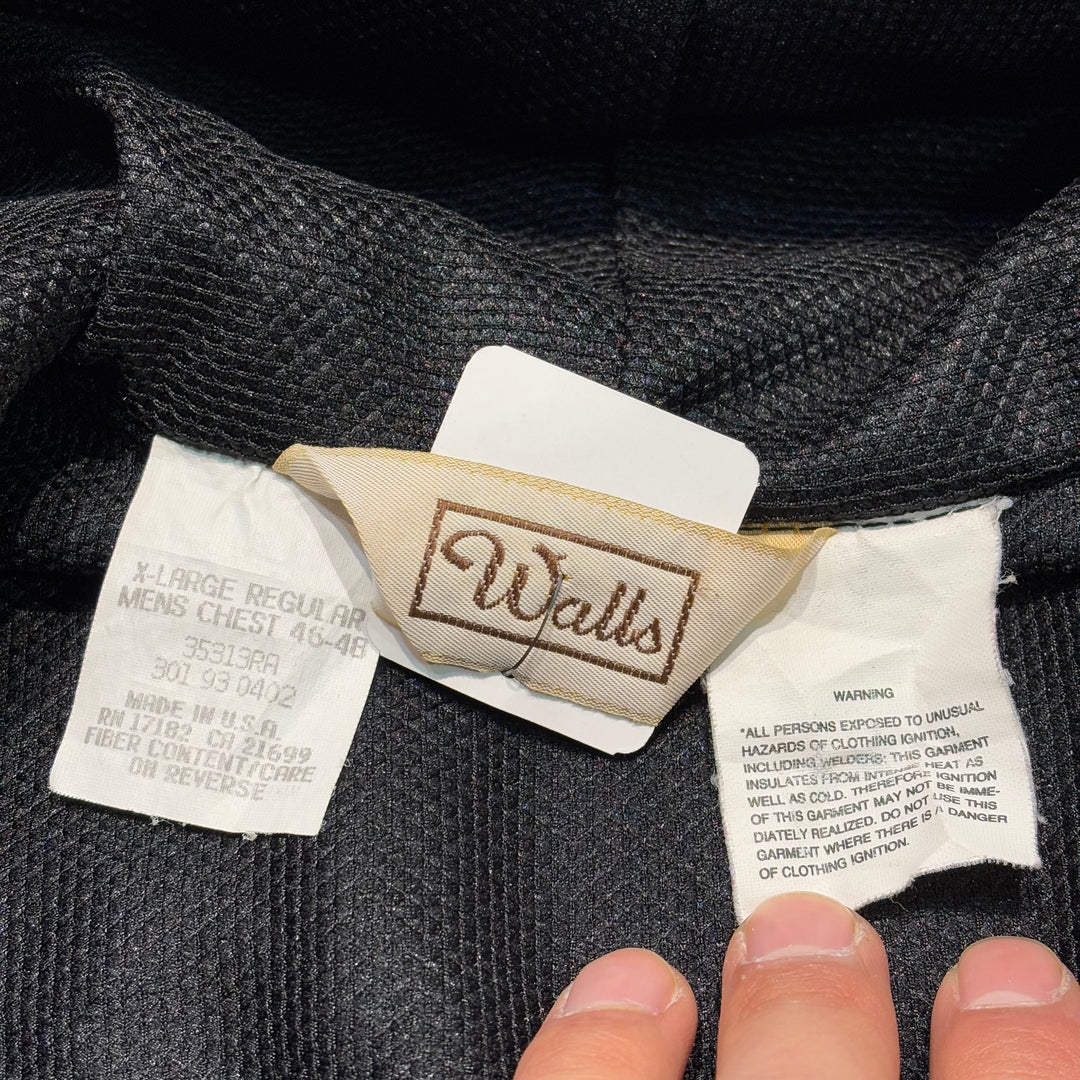 X-LARGE REGULAR
MENS CHEST 46-48
35313RA
301 93 0402
MADE IN U.S.A.
RN 17182 CA 21699
FIBER CONTENT/CARE
ON REVERSE
Walls
WARNING
"ALL PERSONS EXPOSED TO UNUSUAL
HAZARDS OF CLOTHING IGNITION,
INCLUDING WELDERS: THIS GARMENT
INSULATES FROM INTENSE HEAT AS
WELL AS COLD. THEREFORE IGNITION
OF THIS GARMENT MAY NOT BE IMME-
DIATELY REALIZED. DO NOT USE THIS
GARMENT WHERE THERE IS A DANGER
OF CLOTHING IGNITION.